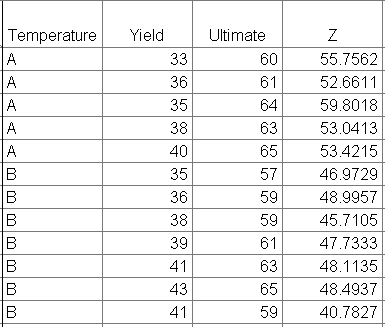 Temperature Yield Ultimate Z
A 33 60 55.7562
A 36 61 52.6611
A 35 64 59.8018
A 38 63 53.0413
A 40 65 53.4215
B 35 57 46.9729
B 36 59 48.9957
B 38 59 45.7105
B 39 61 47.7333
B 41 63 48.1135
B 43 65 48.4937
B 41 59 40.7827